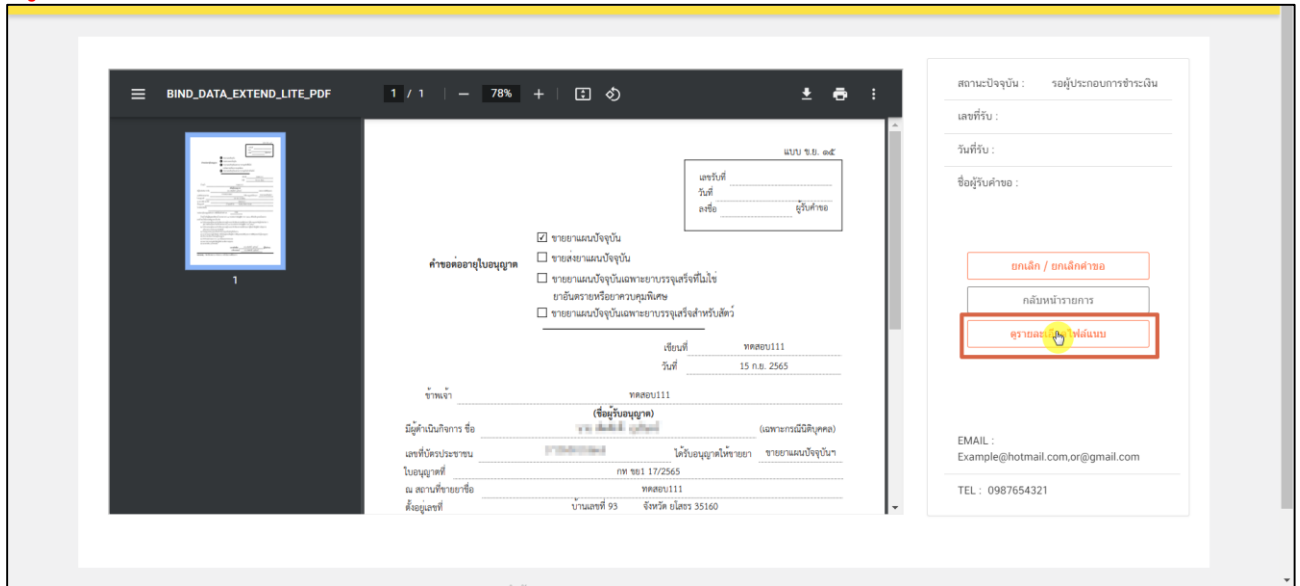 BIND_DATA_EXTEND_LITE_PDF
1 / 1
78%
1
แบบ ข.ย. ๑๕
เลขรับที่
วันที่
ลงชื่อ ผู้รับคำขอ
คำขอต่ออายุใบอนุญาต
ขายยาแผนปัจจุบัน
ขายส่งยาแผนปัจจุบัน
ขายยาแผนปัจจุบันเฉพาะยาบรรจุเสร็จที่ไม่ใช่
ยาอันตรายหรือยาควบคุมพิเศษ
ขายยาแผนปัจจุบันเฉพาะยาบรรจุเสร็จสำหรับสัตว์
เขียนที่ ทดสอบ111
วันที่ 15 ก.ย. 2565
ข้าพเจ้า ทดสอบ111
(ชื่อผู้รับอนุญาต)
มีผู้ดำเนินกิจการ ชื่อ (เฉพาะกรณีนิติบุคคล)
เลขที่บัตรประชาชน ได้รับอนุญาตให้ขายยา ขายยาแผนปัจจุบันฯ
ใบอนุญาตที่ กท ขย1 17/2565
ณ สถานที่ขายยาชื่อ ทดสอบ111
ตั้งอยู่เลขที่ บ้านเลขที่ 93 จังหวัด ยโสธร 35160
สถานะปัจจุบัน : รอผู้ประกอบการชำระเงิน
เลขที่รับ :
วันที่รับ :
ชื่อผู้รับคำขอ :
ยกเลิก / ยกเลิกคำขอ
กลับหน้ารายการ
ดูรายละเอียดไฟล์แนบ
EMAIL :
Example@hotmail.com,or@gmail.com
TEL : 0987654321